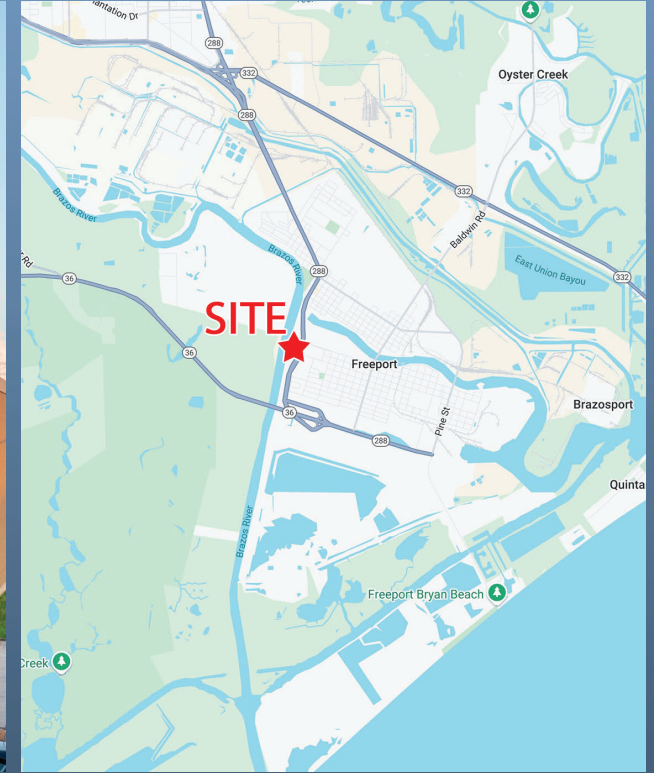 antation Dr
288
332
Oyster Creek
288
332
Brazos River
Baldwin Rd
Brazos River
East Union Bayou
r Rd
288
332
36
SITE
36
Freeport
36
Brazosport
Pine St
288
Quinta
Brazos River
Freeport Bryan Beach
Creek